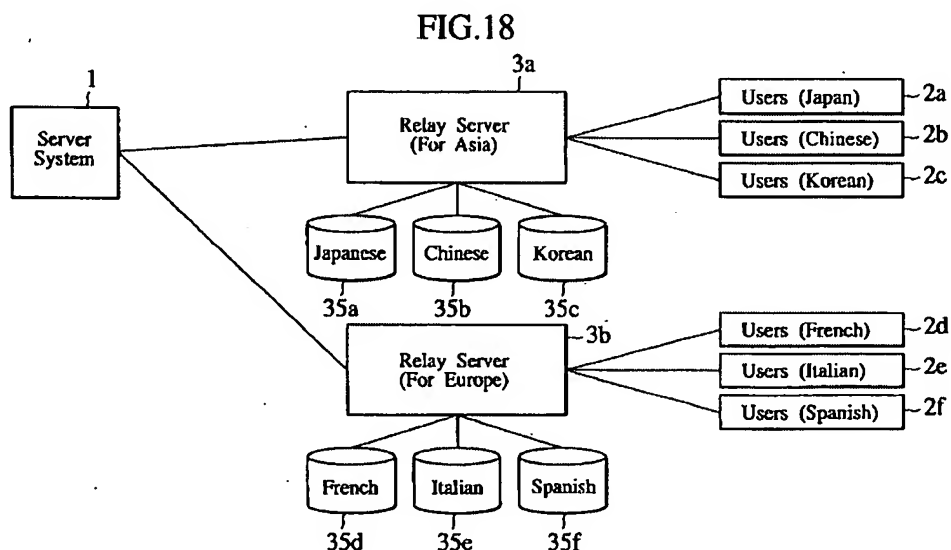 FIG.18
1
Server
System
3a
Relay Server
(For Asia)
Users (Japan)
2a
Users (Chinese)
2b
Users (Korean)
2c
Japanese
Chinese
Korean
35a
35b
35c
3b
Relay Server
(For Europe)
Users (French)
2d
Users (Italian)
2e
Users (Spanish)
2f
French
Italian
Spanish
35d
35e
35f